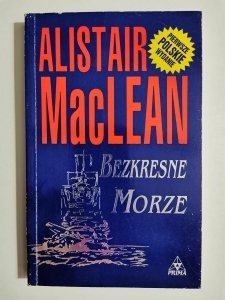 ALISTAIR
MacLEAN
PIERWSZE
POLSKIE
WYDANIE
BEZKRESNE
MORZE
PRIMA